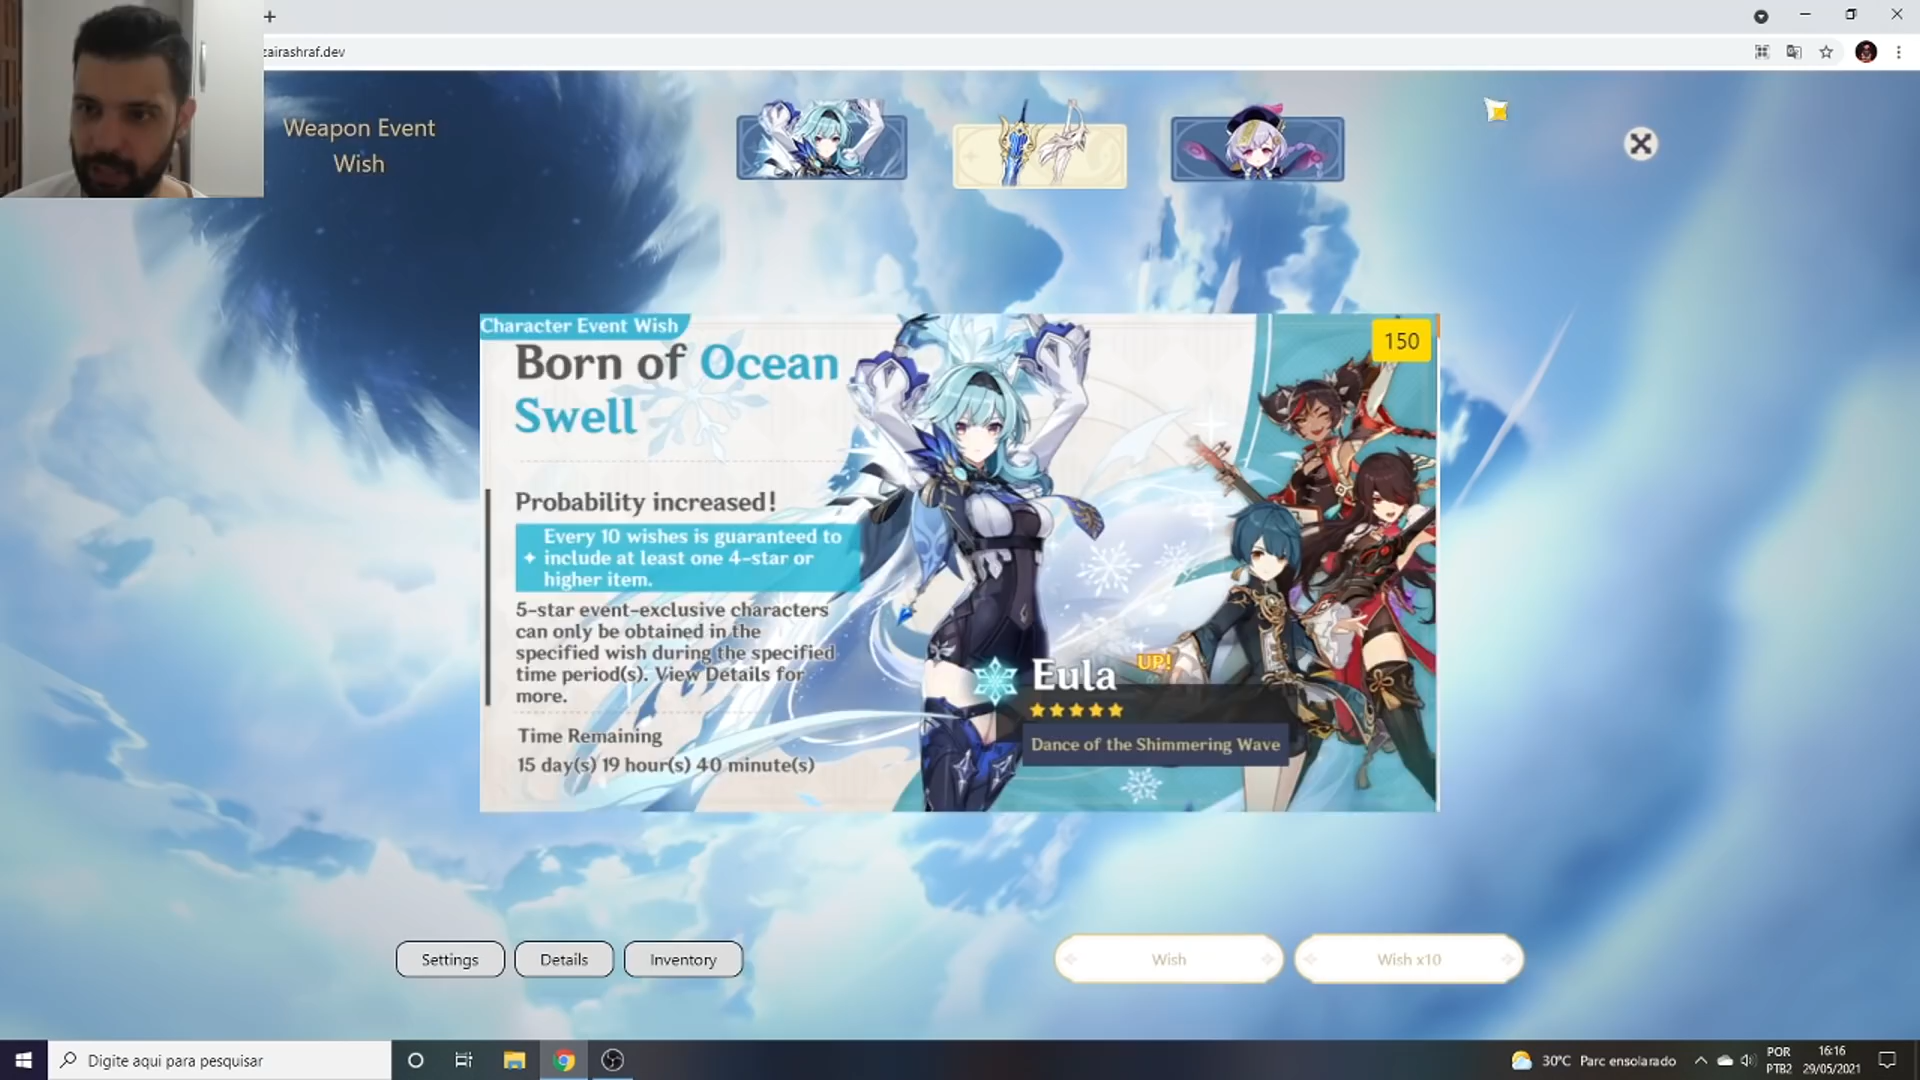 zairashraf.dev
Weapon Event
Wish
Character Event Wish
150
Born of Ocean
Swell
Probability increased!
Every 10 wishes is guaranteed to
include at least one 4-star or
higher item.
5-star event-exclusive characters
can only be obtained in the
specified wish during the specified
time period(s). View Details for
more.
Time Remaining
15 day(s) 19 hour(s) 40 minute(s)
UP!
Eula
Dance of the Shimmering Wave
Settings
Details
Inventory
Wish
Wish x10
Digite aqui para pesquisar
30°C Parc ensolarado
POR
PTB2
16:16
29/05/2021